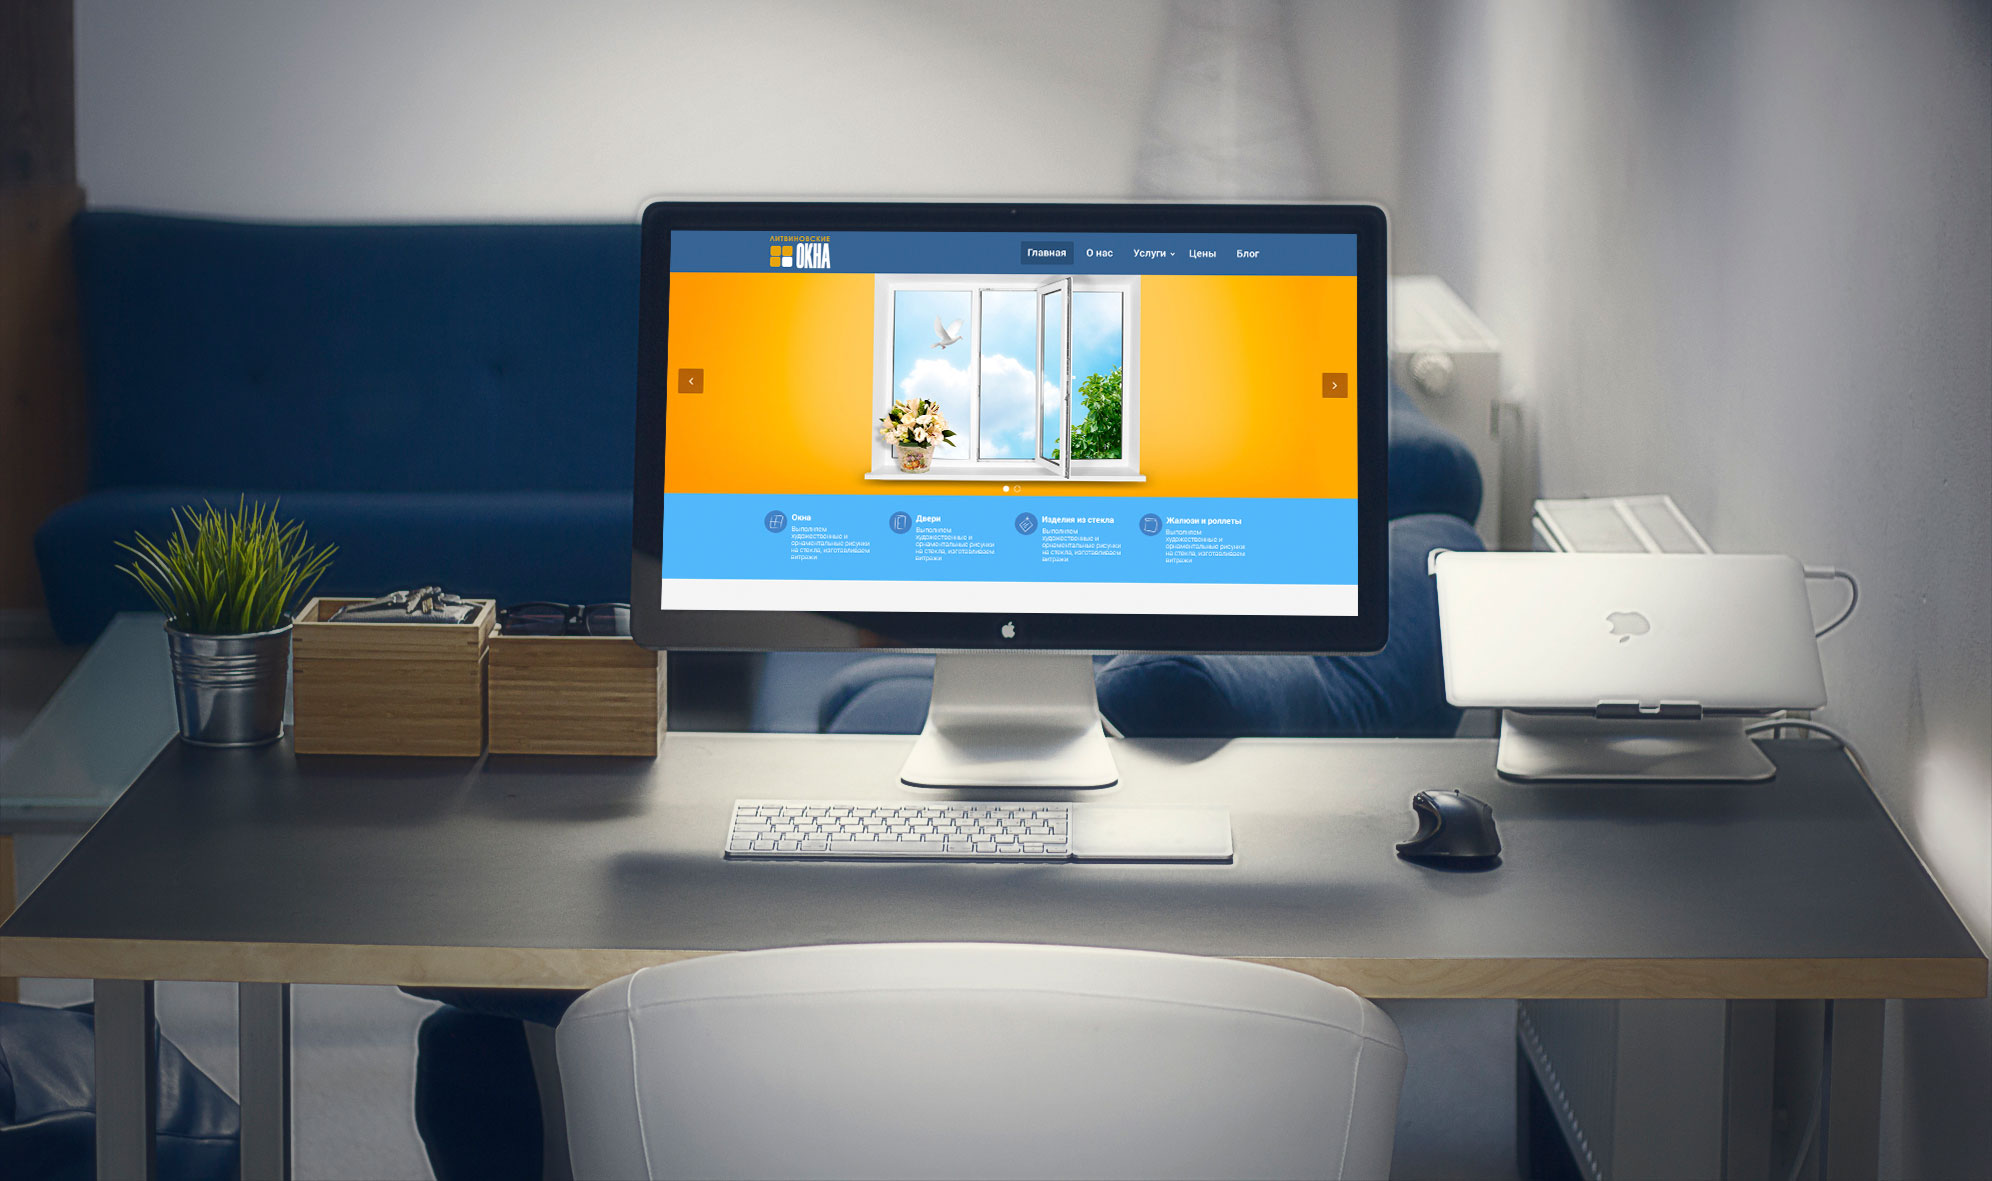 ЛИТВИНОВСКИЕ
ОКНА
Главная О нас Услуги Цены Блог
Окна
Выполняем
художественные и
орнаментальные рисунки
на стекле, изготавливаем
витражи
Двери
Выполняем
художественные и
орнаментальные рисунки
на стекле, изготавливаем
витражи
Изделия из стекла
Выполняем
художественные и
орнаментальные рисунки
на стекле, изготавливаем
витражи
Жалюзи и роллеты
Выполняем
художественные и
орнаментальные рисунки
на стекле, изготавливаем
витражи